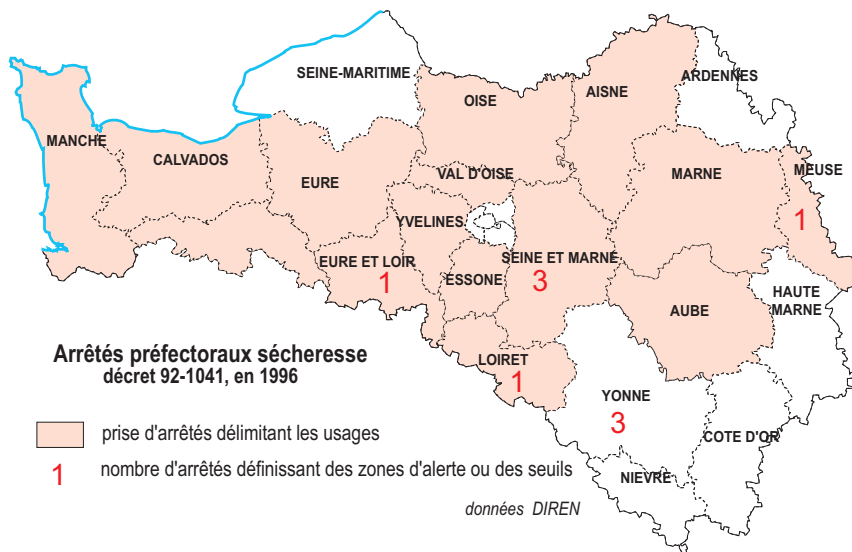 SEINE-MARITIME
ARDENNES
OISE
AISNE
MANCHE
CALVADOS
EURE
VAL D'OISE
MARNE
MEUSE
1
YVELINES
EURE ET LOIR
1
ESSONE
SEINE ET MARNE
3
HAUTE
MARNE
AUBE
LOIRET
1
YONNE
3
COTE D'OR
NIEVRE
Arrêtés préfectoraux sécheresse
décret 92-1041, en 1996
prise d'arrêtés délimitant les usages
1 nombre d'arrêtés définissant des zones d'alerte ou des seuils
données DIREN